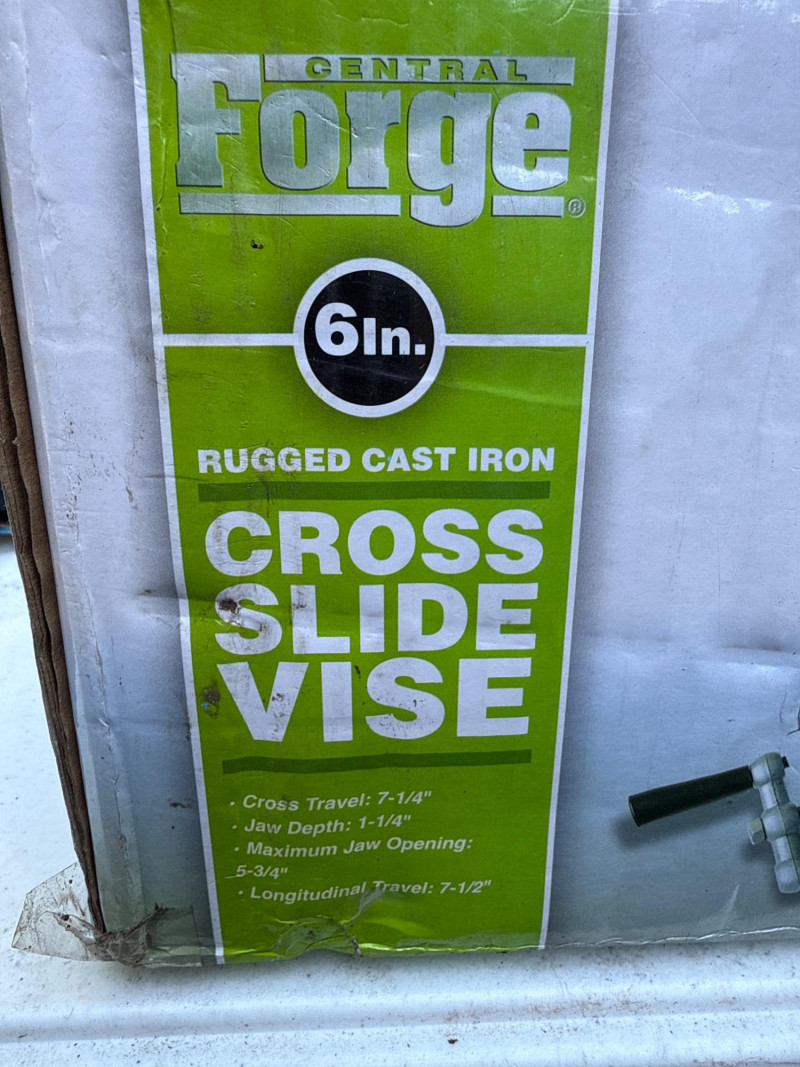 CENTRAL
Forge®
6In.
RUGGED CAST IRON
CROSS
SLIDE
VISE
· Cross Travel: 7-1/4"
· Jaw Depth: 1-1/4"
· Maximum Jaw Opening:
5-3/4"
· Longitudinal Travel: 7-1/2"